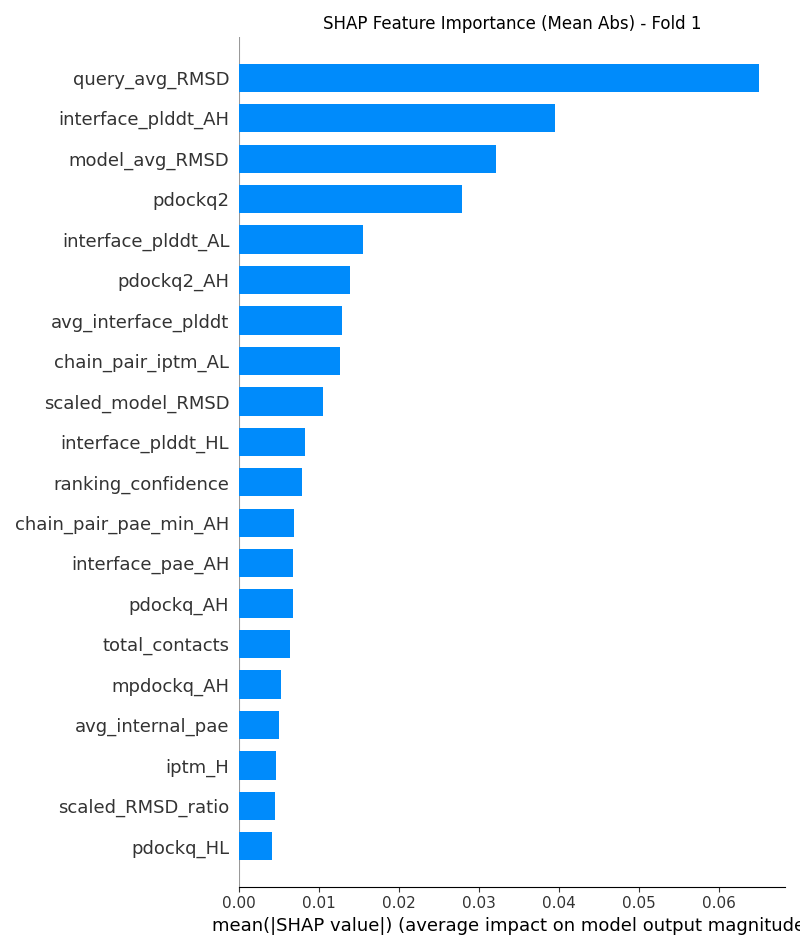 SHAP Feature Importance (Mean Abs) - Fold 1
query_avg_RMSD
interface_plddt_AH
model_avg_RMSD
pdockq2
interface_plddt_AL
pdockq2_AH
avg_interface_plddt
chain_pair_iptm_AL
scaled_model_RMSD
interface_plddt_HL
ranking_confidence
chain_pair_pae_min_AH
interface_pae_AH
pdockq_AH
total_contacts
mpdockq_AH
avg_internal_pae
iptm_H
scaled_RMSD_ratio
pdockq_HL
0.00 0.01 0.02 0.03 0.04 0.05 0.06
mean(|SHAP value|) (average impact on model output magnitude